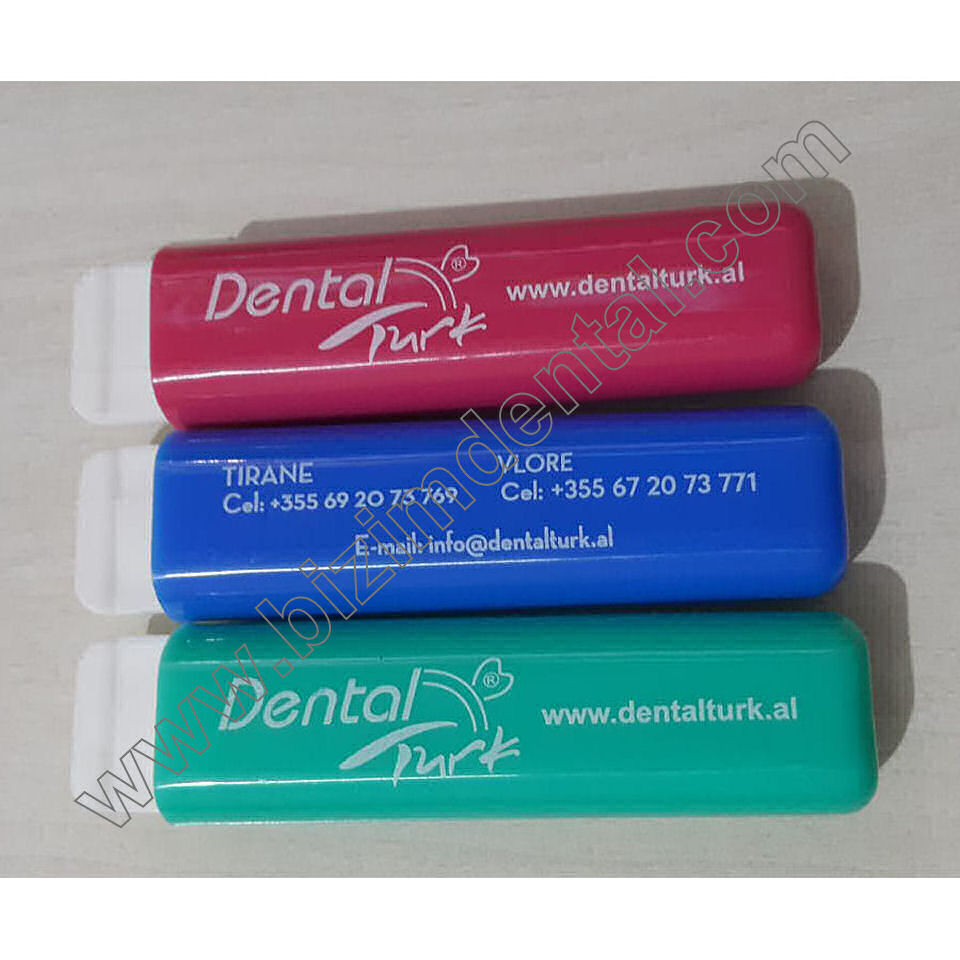 Dental ®
Turk
www.dentalturk.al
TIRANE
Cel: +355 69 20 73 769
VLORE
Cel: +355 67 20 73 771
E-mail: info@dentalturk.al
Dental ®
Turk
www.dentalturk.al
www.bizimdental.com